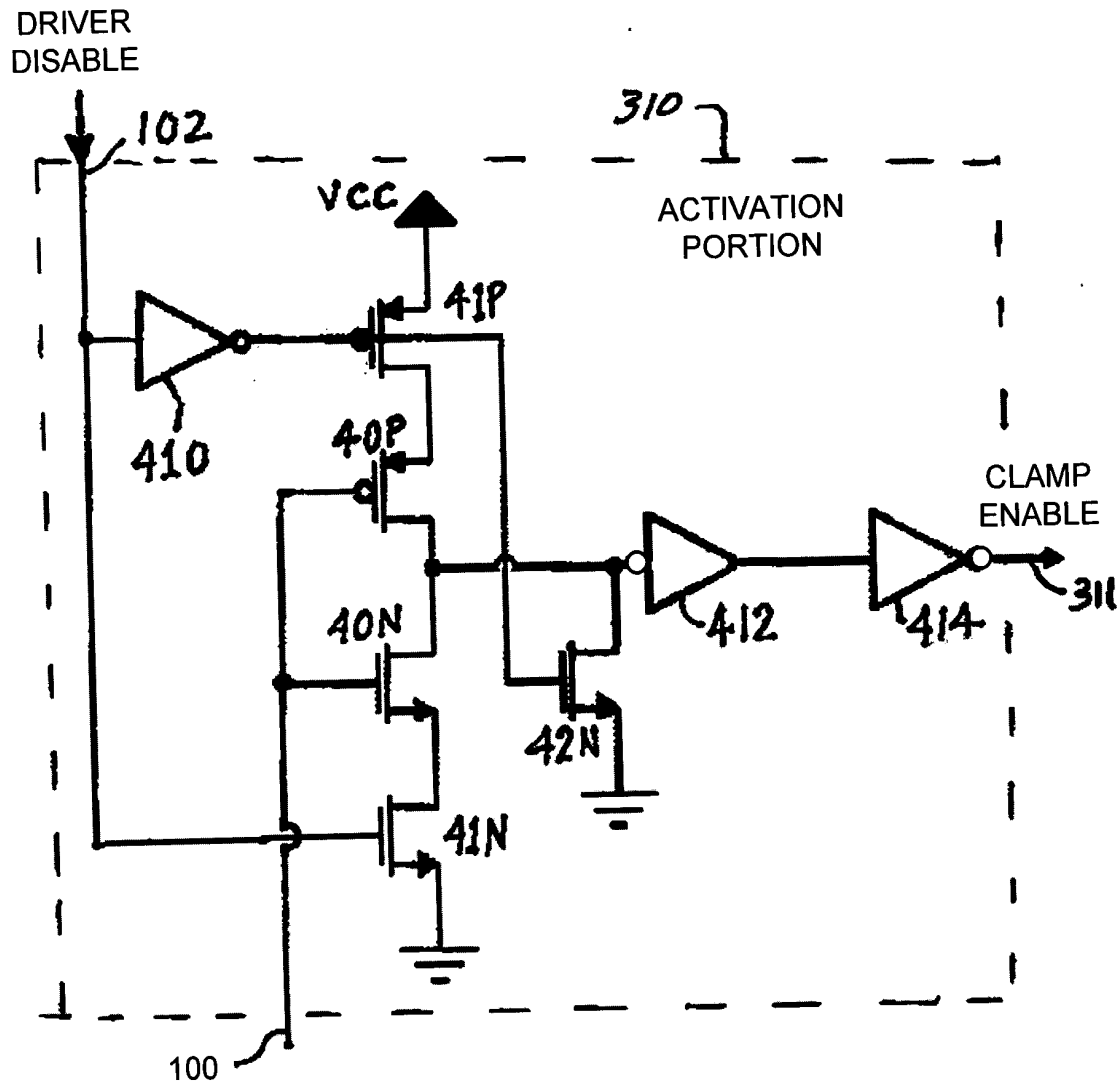 DRIVER
DISABLE
102
310
VCC
ACTIVATION
PORTION
41P
410
40P
CLAMP
ENABLE
40N
412
414
311
42N
41N
100